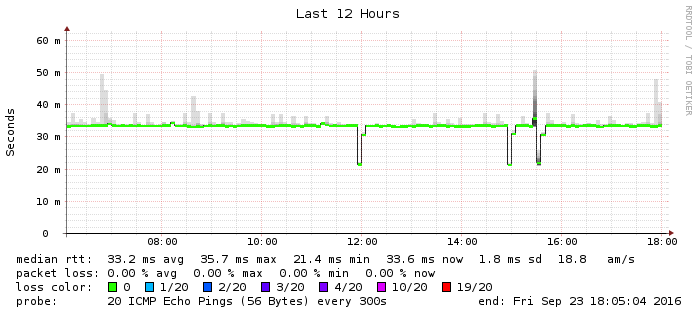 Last 12 Hours
RRDTOOL / TOBI OETIKER
Seconds
60 m
50 m
40 m
30 m
20 m
10 m
0
08:00 10:00 12:00 14:00 16:00 18:00
median rtt: 33.2 ms avg 35.7 ms max 21.4 ms min 33.6 ms now 1.8 ms sd 18.8 am/s
packet loss: 0.00 % avg 0.00 % max 0.00 % min 0.00 % now
loss color: 0 1/20 2/20 3/20 4/20 10/20 19/20
probe: 20 ICMP Echo Pings (56 Bytes) every 300s end: Fri Sep 23 18:05:04 2016